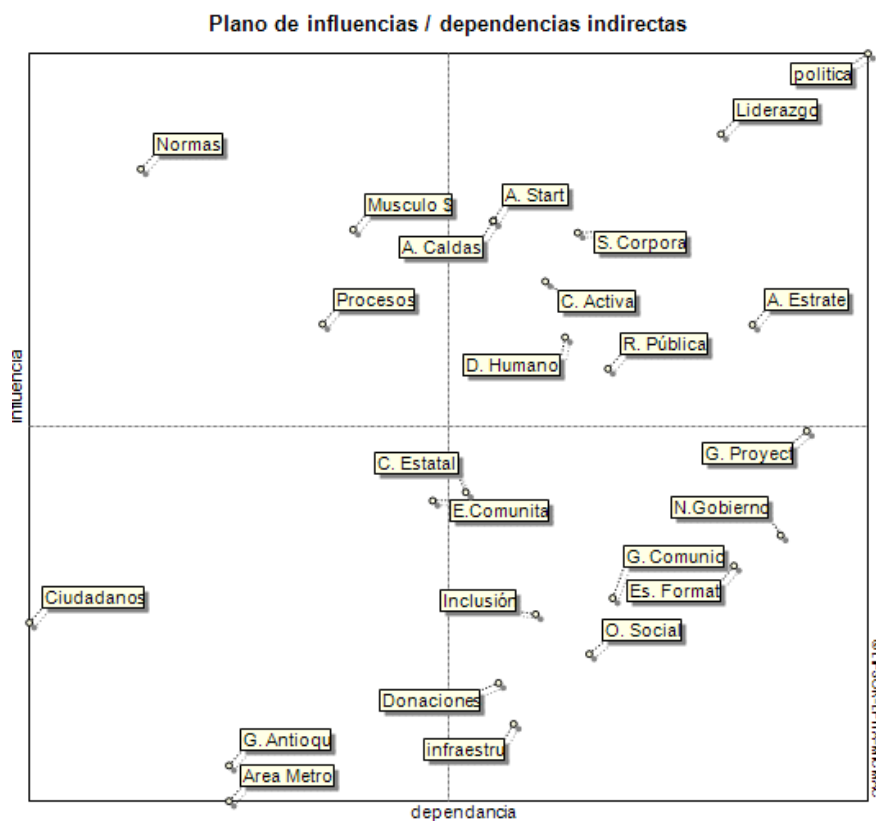 Plano de influencias / dependencias indirectas
politica
Liderazgo
Normas
A. Start
Musculo S
A. Caldas
S. Corpora
Procesos
C. Activa
A. Estrate
R. Pública
D. Humano
influencia
G. Proyect
C. Estatal
E.Comunita
N.Gobierno
G. Comunic
Es. Format
Ciudadanos
Inclusión
O. Social
Donaciones
G. Antioqu
infraestru
Area Metro
dependancia